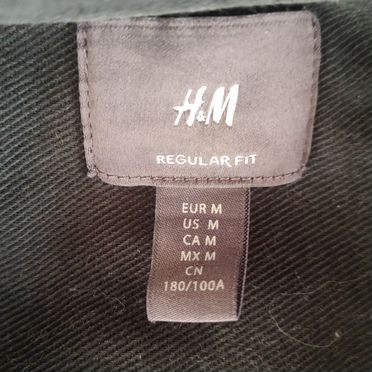 H&M
REGULAR FIT
EUR M
US M
CA M
MX M
CN
180/100A